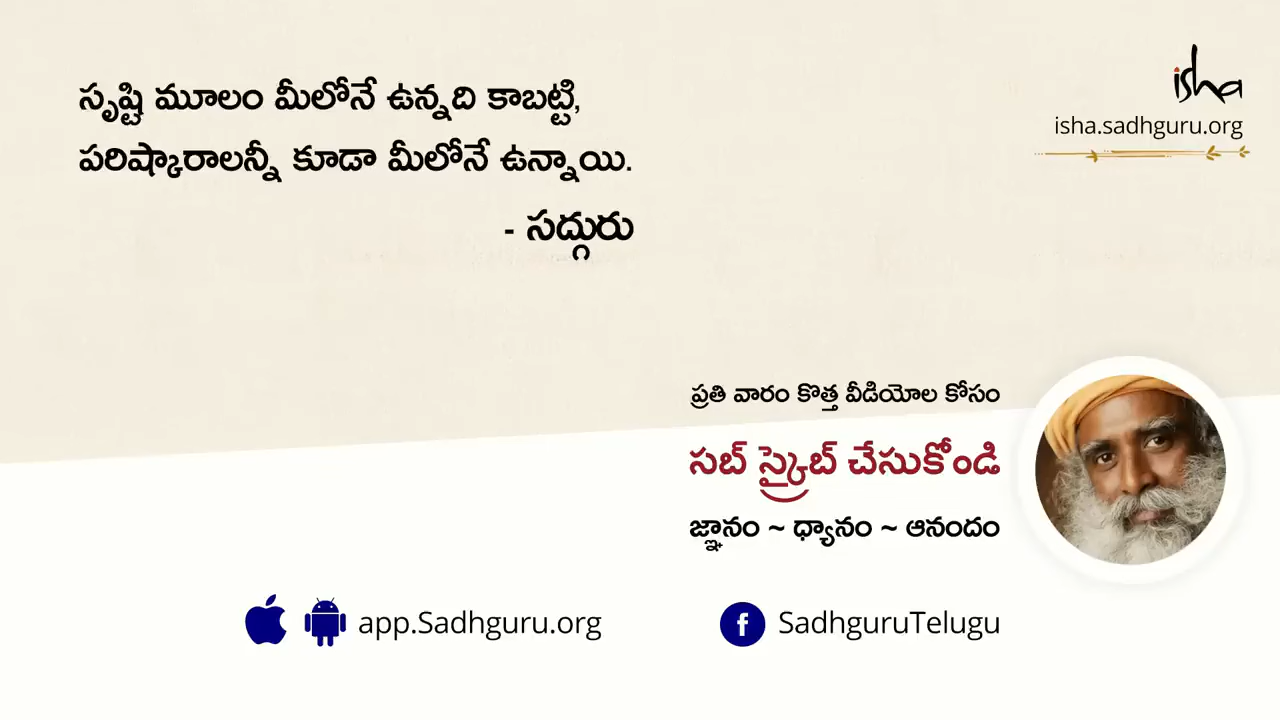 సృష్టి మూలం మీలోనే ఉన్నది కాబట్టి,
పరిష్కారాలన్నీ కూడా మీలోనే ఉన్నాయి.
- సద్గురు
isha
isha.sadhguru.org
ప్రతి వారం కొత్త వీడియోల కోసం
సబ్ స్క్రైబ్ చేసుకోండి
జ్ఞానం ~ ధ్యానం ~ ఆనందం
app.Sadhguru.org
SadhguruTelugu